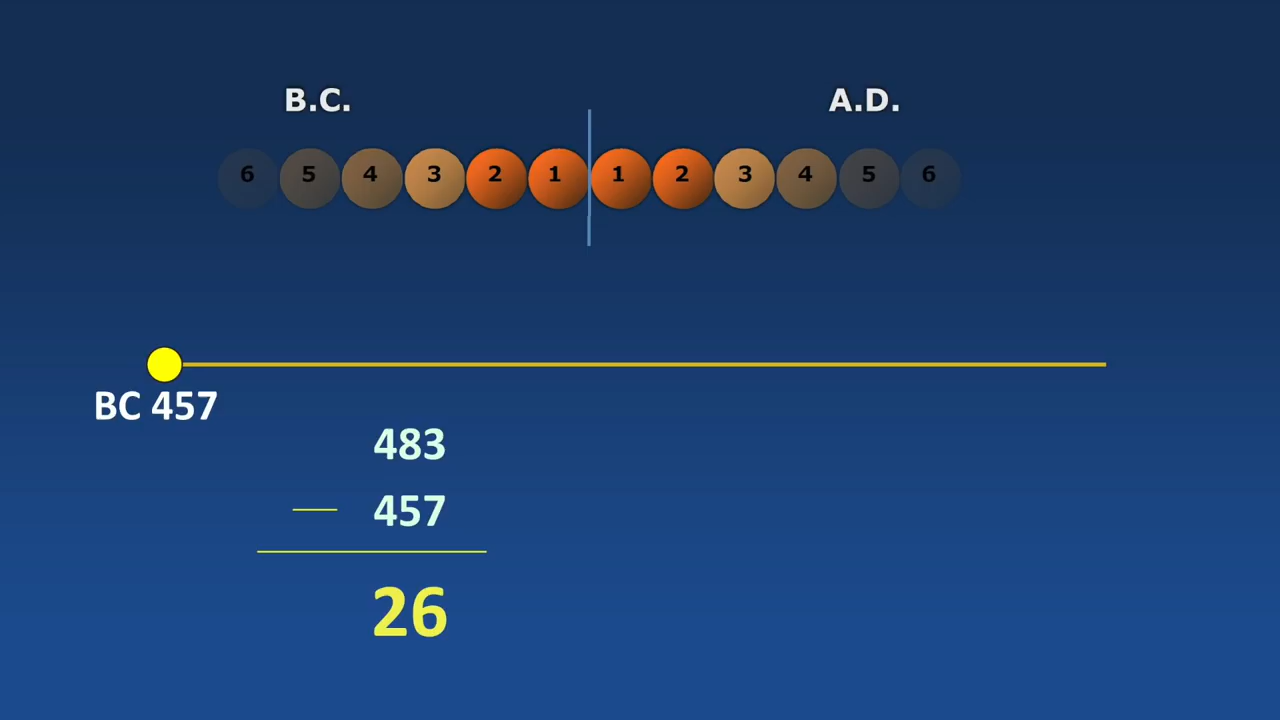 B.C. A.D.
6 5 4 3 2 1 1 2 3 4 5 6
BC 457
483
— 457
26